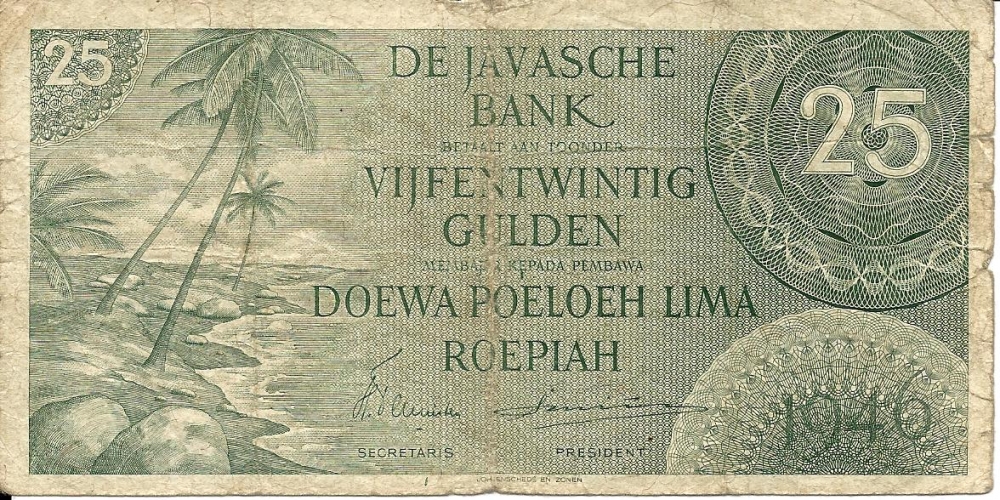 25
DE JAVASCHE
BANK
BETAALT AAN TOONDER
VIJFENTWINTIG
GULDEN
MEMBAJAR KEPADA PEMBAWA
DOEWA POELOEH LIMA
ROEPIAH
SECRETARIS PRESIDENT
25
1946
JOH. ENSCHEDÉ EN ZONEN